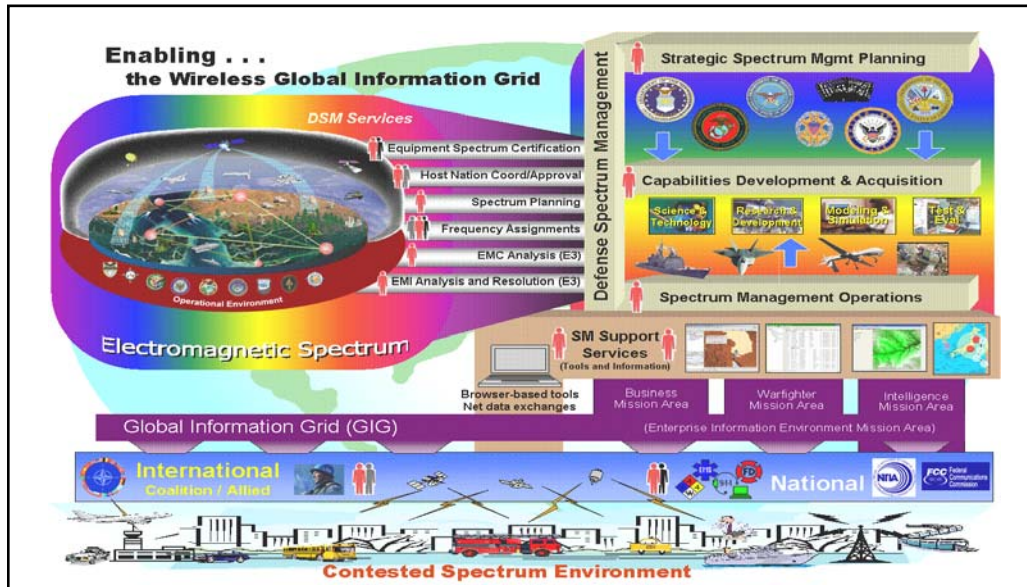 Enabling . . .
the Wireless Global Information Grid
DSM Services
Equipment Spectrum Certification
Host Nation Coord/Approval
Spectrum Planning
Frequency Assignments
EMC Analysis (E3)
EMI Analysis and Resolution (E3)
Operational Environment
Electromagnetic Spectrum
Defense Spectrum Management
Strategic Spectrum Mgmt Planning
Capabilities Development & Acquisition
Science &
Technology
Research &
Development
Modeling &
Simulation
Test &
Eval
Spectrum Management Operations
SM Support
Services
(Tools and Information)
Browser-based tools
Net data exchanges
Business
Mission Area
Warfighter
Mission Area
Intelligence
Mission Area
Global Information Grid (GIG)
(Enterprise Information Environment Mission Area)
International
Coalition / Allied
EMS
911
FD
National
NTIA
FCC
Federal
Communications
Commission
Contested Spectrum Environment